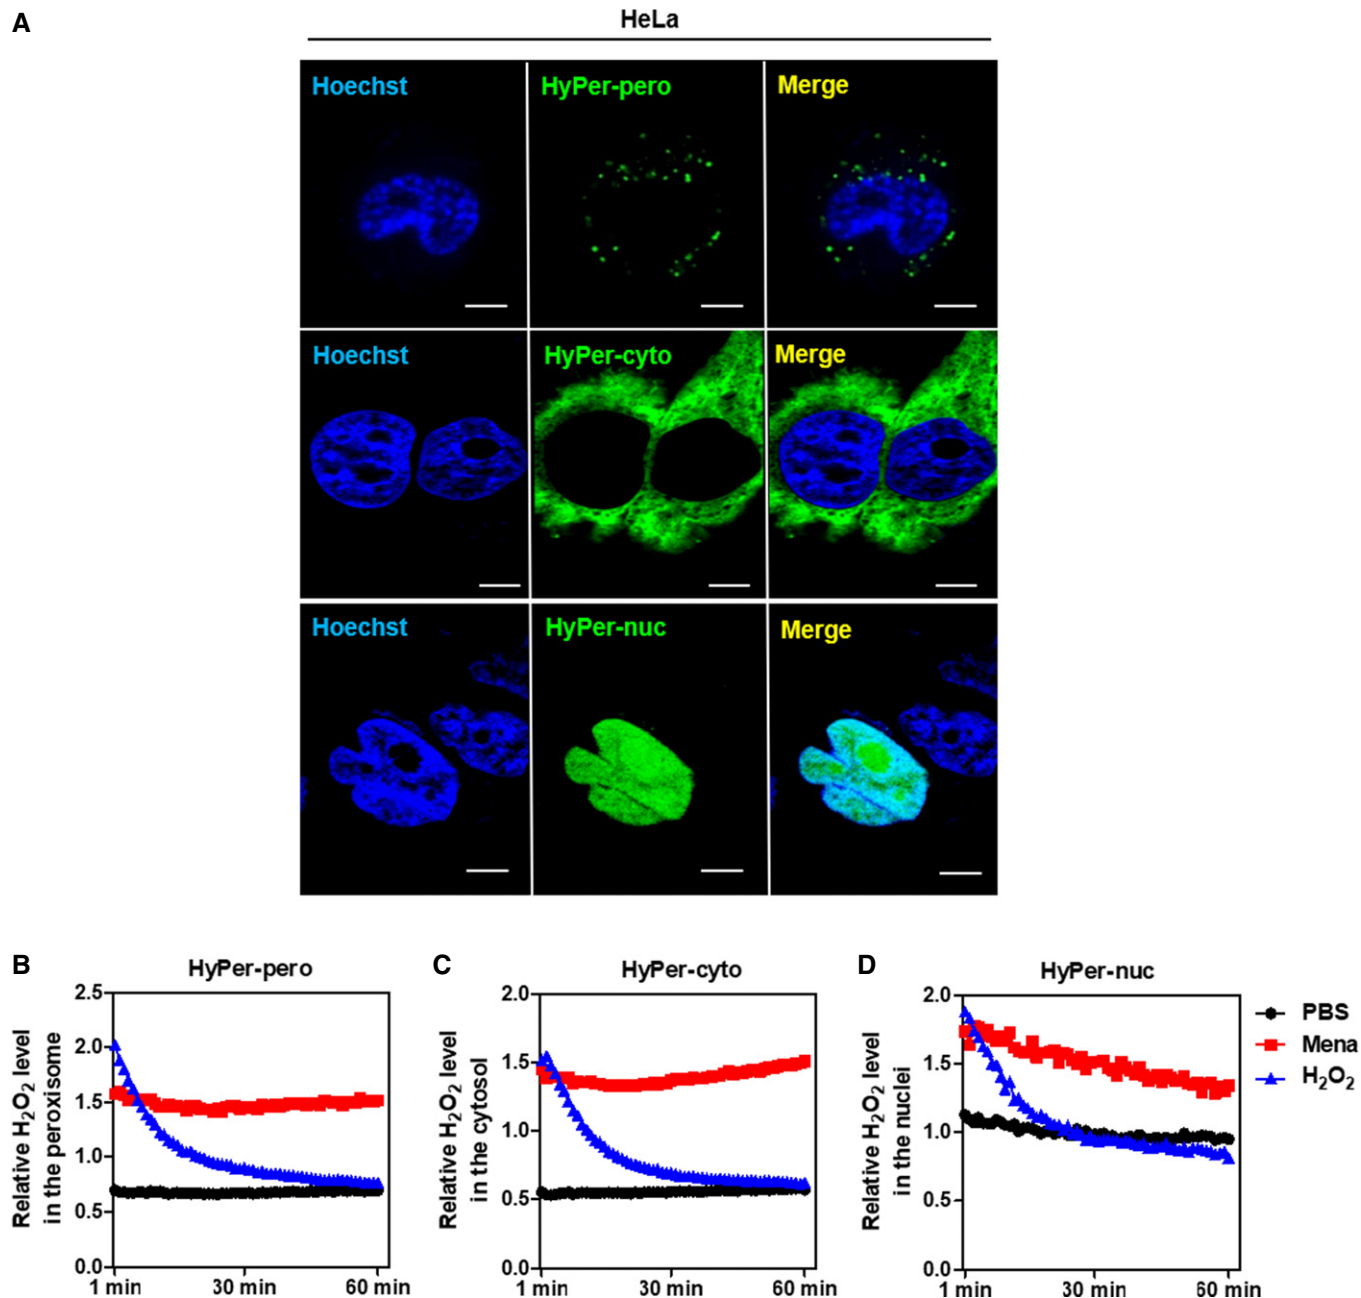 A
HeLa
Hoechst
HyPer-pero
Merge
Hoechst
HyPer-cyto
Merge
Hoechst
HyPer-nuc
Merge
B
HyPer-pero
Relative H₂O₂ level
in the peroxisome
2.5
2.0
1.5
1.0
0.5
0.0
1 min
30 min
60 min
C
HyPer-cyto
Relative H₂O₂ level
in the cytosol
2.0
1.5
1.0
0.5
0.0
1 min
30 min
60 min
D
HyPer-nuc
Relative H₂O₂ level
in the nuclei
2.0
1.5
1.0
0.5
0.0
1 min
30 min
60 min
PBS
Mena
H₂O₂